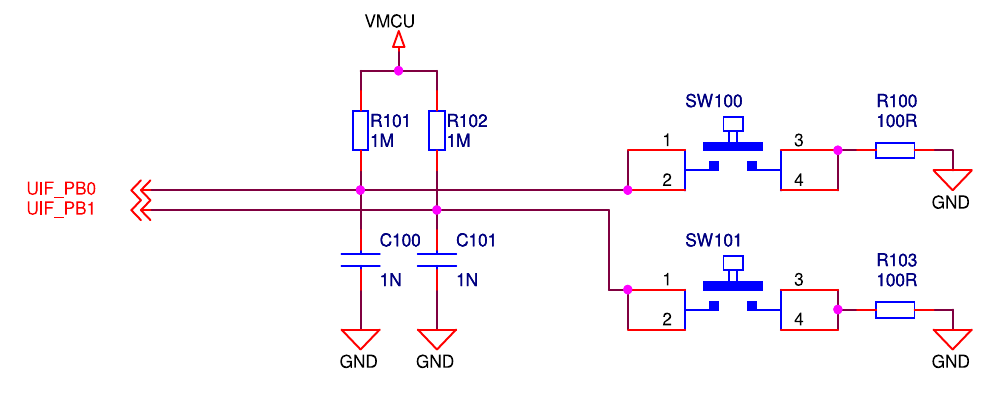 VMCU
R101
1M
R102
1M
SW100
1
2
3
4
R100
100R
GND
UIF_PB0
UIF_PB1
C100
1N
C101
1N
GND
GND
SW101
1
2
3
4
R103
100R
GND